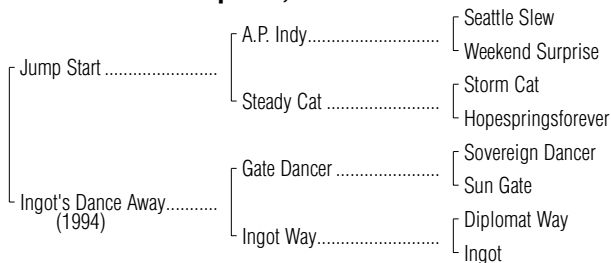 Seattle Slew
A.P. Indy
Weekend Surprise
Jump Start
Storm Cat
Steady Cat
Hopespringsforever
Sovereign Dancer
Gate Dancer
Sun Gate
Ingot's Dance Away
(1994)
Diplomat Way
Ingot Way
Ingot